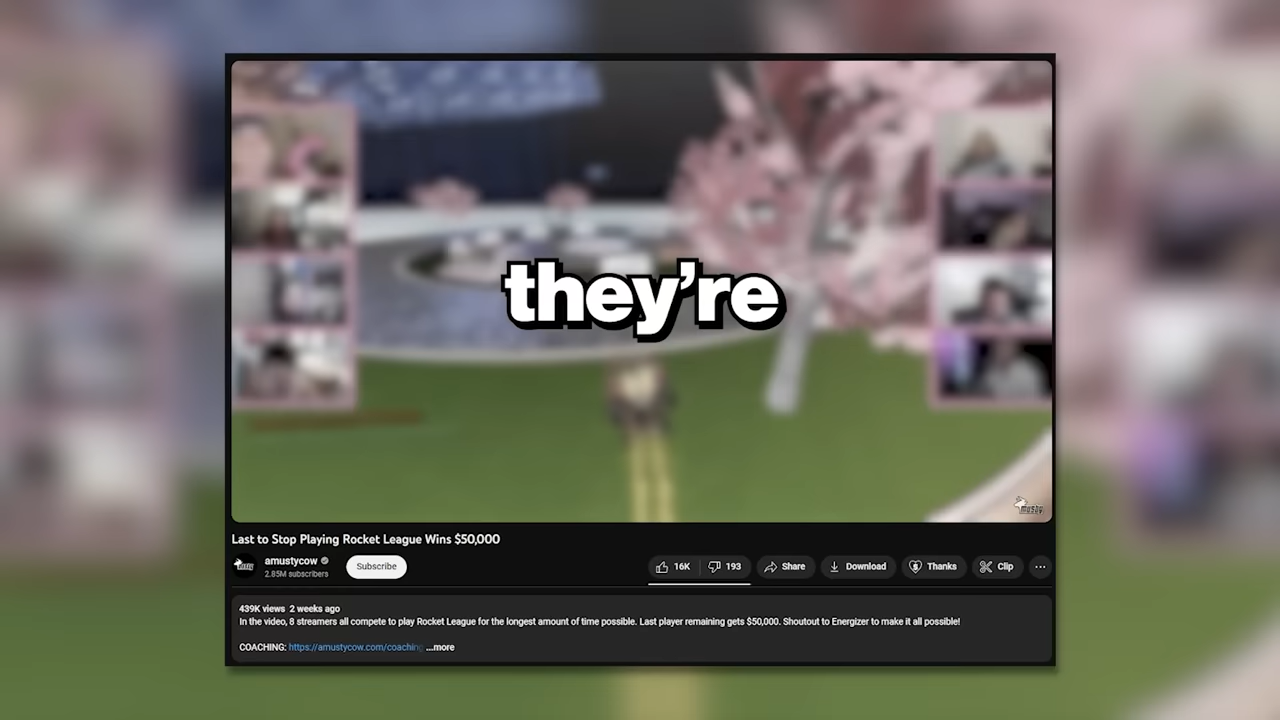 they're
musty
Last to Stop Playing Rocket League Wins $50,000
amustycow
2.85M subscribers
Subscribe
16K
193
Share
Download
Thanks
Clip
439K views 2 weeks ago
In the video, 8 streamers all compete to play Rocket League for the longest amount of time possible. Last player remaining gets $50,000. Shoutout to Energizer to make it all possible!
COACHING: https://amustycow.com/coaching ...more